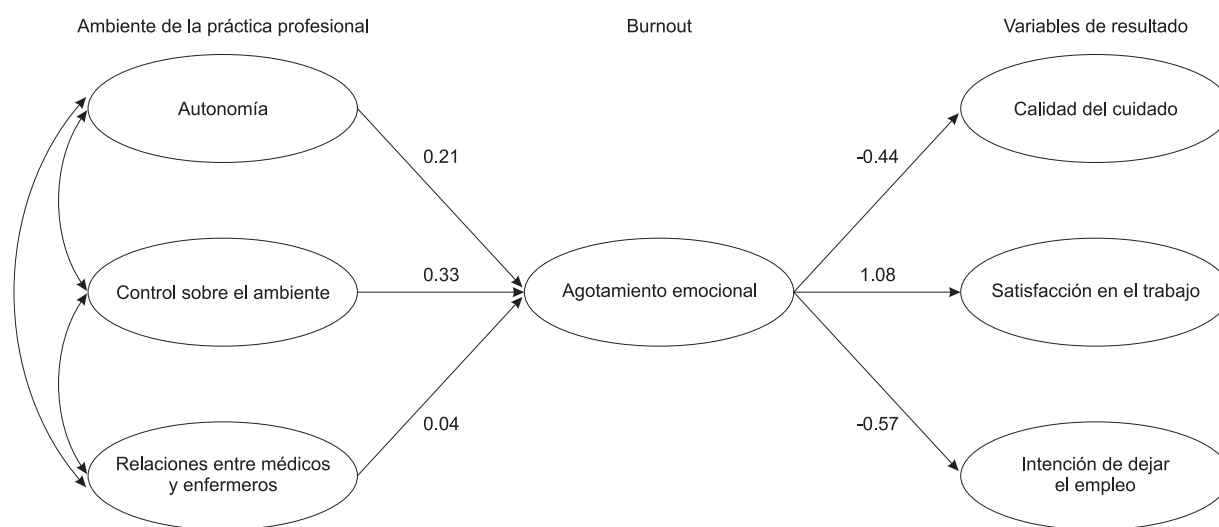 Ambiente de la práctica profesional
Burnout
Variables de resultado
Autonomía
Calidad del cuidado
0.21
-0.44
Control sobre el ambiente
0.33
Agotamiento emocional
1.08
Satisfacción en el trabajo
0.04
-0.57
Relaciones entre médicos
y enfermeros
Intención de dejar
el empleo